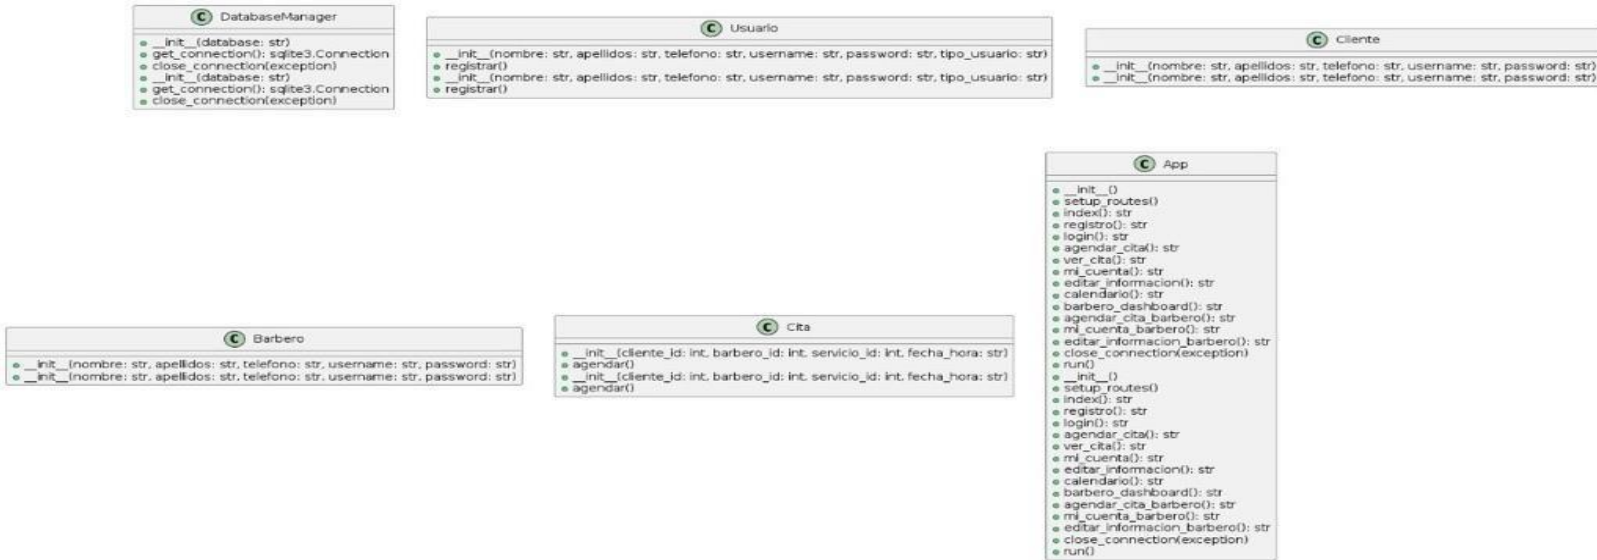 C DatabaseManager
__init__(database: str)
get_connection(): sqlite3.Connection
close_connection(exception)
__init__(database: str)
get_connection(): sqlite3.Connection
close_connection(exception)
C Usuario
__init__(nombre: str, apellidos: str, telefono: str, username: str, password: str, tipo_usuario: str)
registrar()
__init__(nombre: str, apellidos: str, telefono: str, username: str, password: str, tipo_usuario: str)
registrar()
C Cliente
__init__(nombre: str, apellidos: str, telefono: str, username: str, password: str)
__init__(nombre: str, apellidos: str, telefono: str, username: str, password: str)
C Barbero
__init__(nombre: str, apellidos: str, telefono: str, username: str, password: str)
__init__(nombre: str, apellidos: str, telefono: str, username: str, password: str)
C Cita
__init__(cliente_id: int, barbero_id: int, servicio_id: int, fecha_hora: str)
agendar()
__init__(cliente_id: int, barbero_id: int, servicio_id: int, fecha_hora: str)
agendar()
C App
__init__()
setup_routes()
index(): str
registro(): str
login(): str
agendar_cita(): str
ver_cita(): str
mi_cuenta(): str
editar_informacion(): str
calendario(): str
barbero_dashboard(): str
agendar_cita_barbero(): str
mi_cuenta_barbero(): str
editar_informacion_barbero(): str
close_connection(exception)
run()
__init__()
setup_routes()
index(): str
registro(): str
login(): str
agendar_cita(): str
ver_cita(): str
mi_cuenta(): str
editar_informacion(): str
calendario(): str
barbero_dashboard(): str
agendar_cita_barbero(): str
mi_cuenta_barbero(): str
editar_informacion_barbero(): str
close_connection(exception)
run()